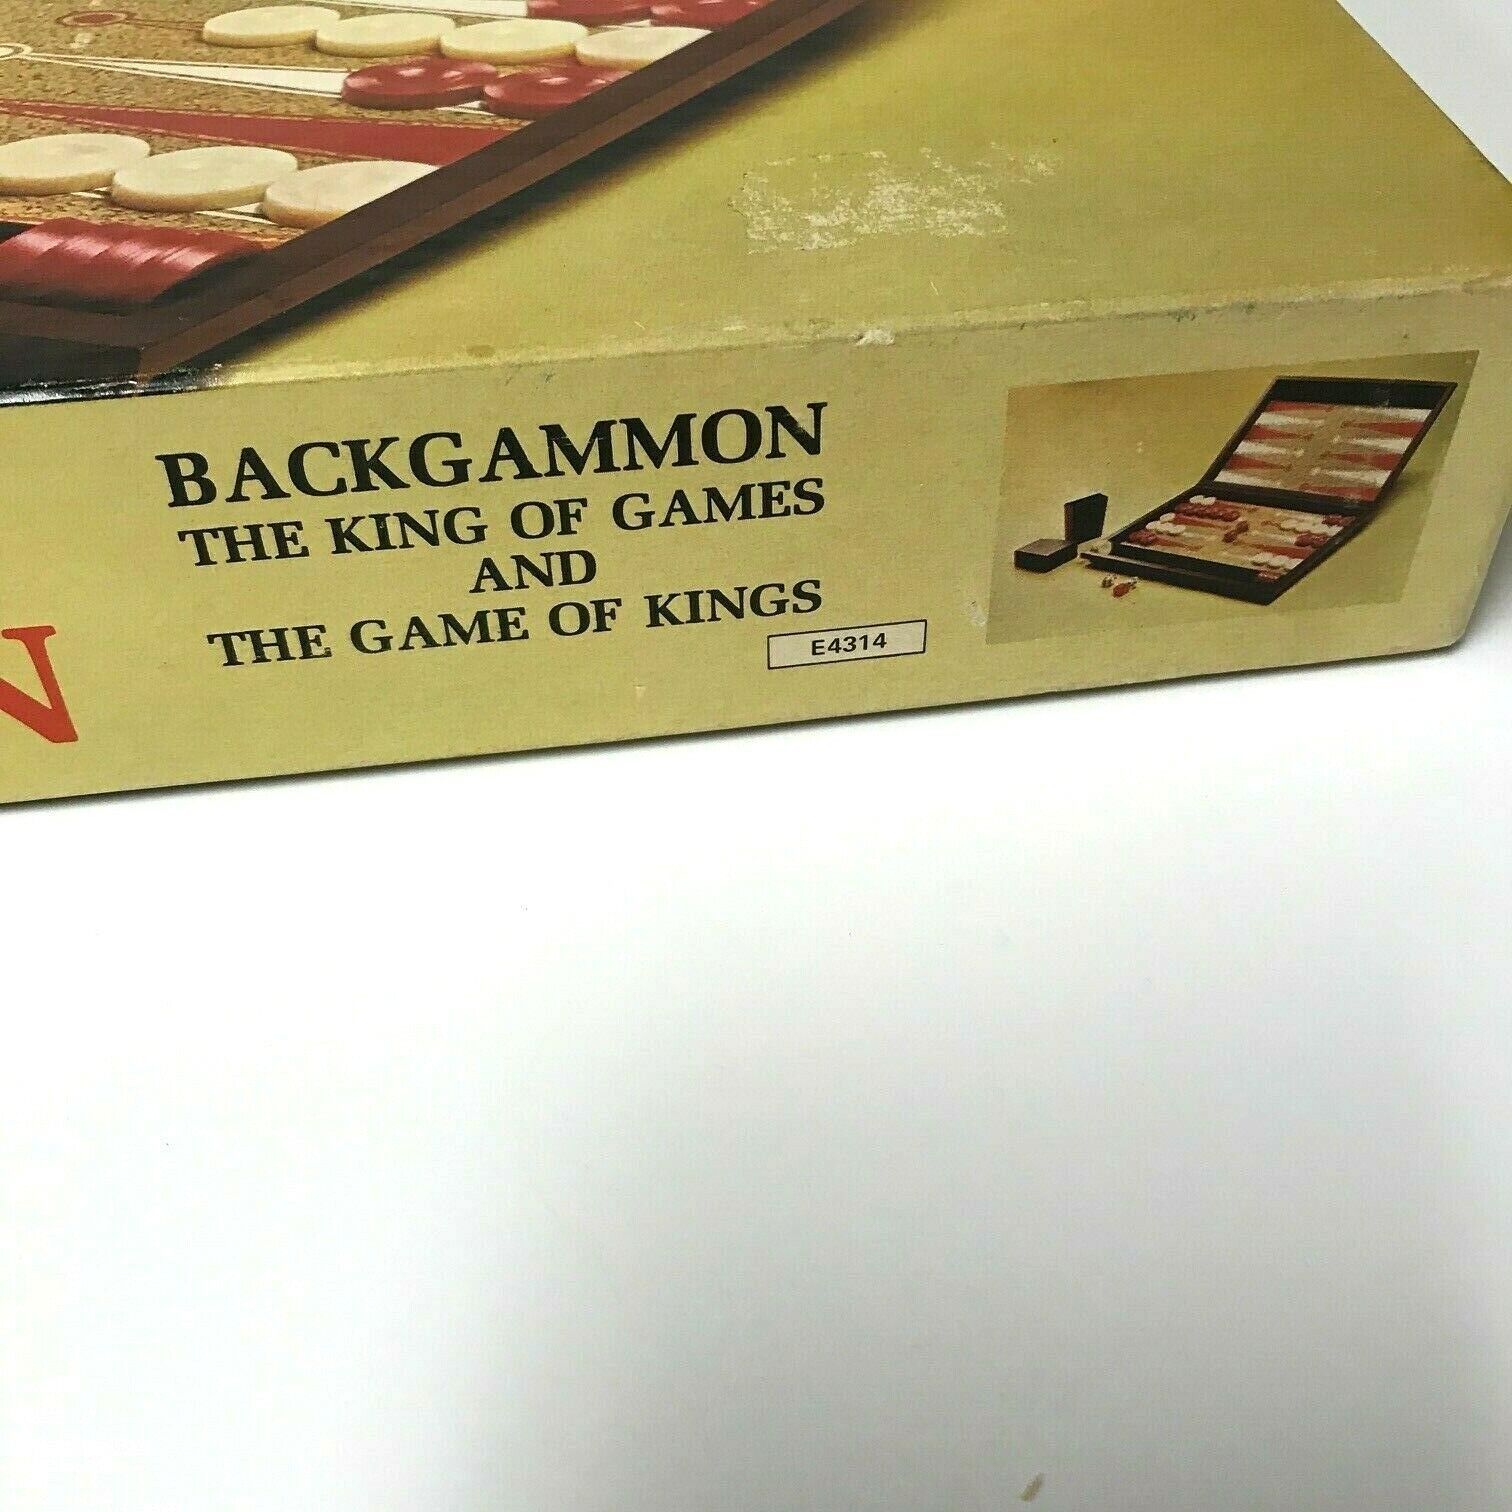 N
BACKGAMMON
THE KING OF GAMES
AND
THE GAME OF KINGS
E4314